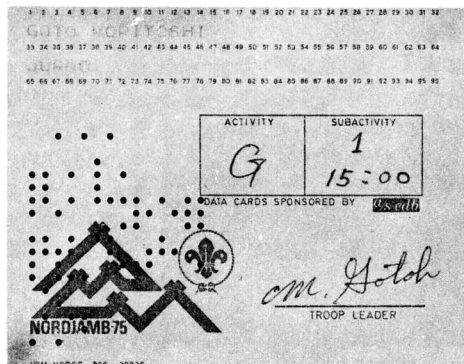 1 2 3 4 5 6 7 8 9 10 11 12 13 14 15 16 17 18 19 20 21 22 23 24 25 26 27 28 29 30 31 32
GOTO MORIYOSHI
33 34 35 36 37 38 39 40 41 42 43 44 45 46 47 48 49 50 51 52 53 54 55 56 57 58 59 60 61 62 63 64
65 66 67 68 69 70 71 72 73 74 75 76 77 78 79 80 81 82 83 84 85 86 87 88 89 90 91 92 93 94 95 96
ACTIVITY SUBACTIVITY
G 1
15:00
DATA CARDS SPONSORED BY
m. Gotoh
TROOP LEADER
NORDJAMB·75